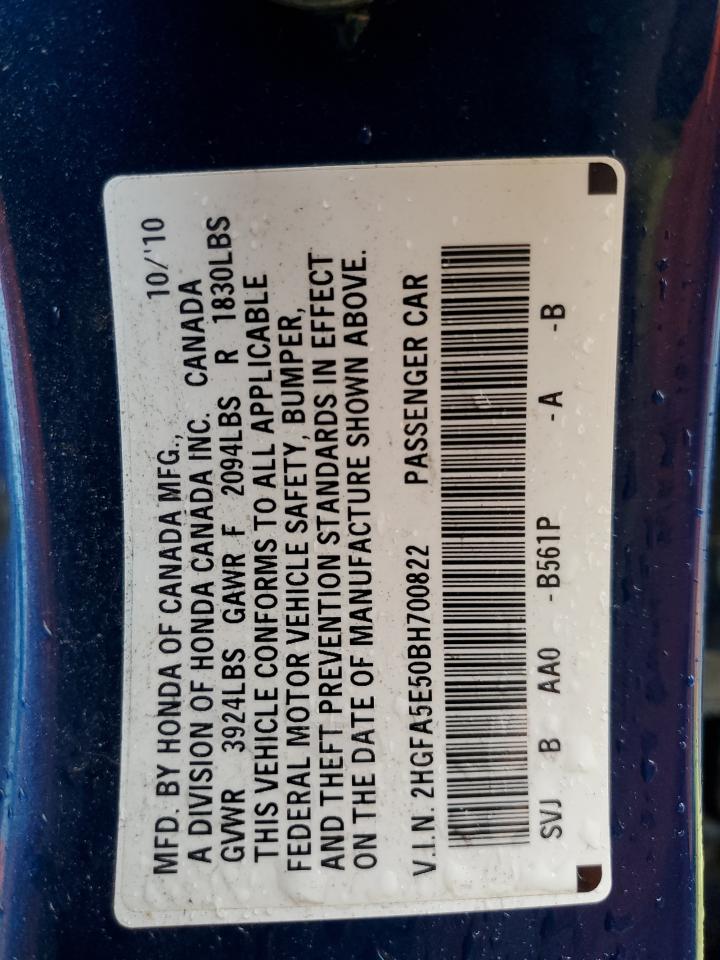 MFD. BY HONDA OF CANADA MFG., 10/'10
A DIVISION OF HONDA CANADA INC. CANADA
GVWR 3924LBS GAWR F 2094LBS R 1830LBS
THIS VEHICLE CONFORMS TO ALL APPLICABLE
FEDERAL MOTOR VEHICLE SAFETY, BUMPER,
AND THEFT PREVENTION STANDARDS IN EFFECT
ON THE DATE OF MANUFACTURE SHOWN ABOVE.
V.I.N. 2HGFA5E50BH700822 PASSENGER CAR
SVJ B AA0 -B561P -A -B